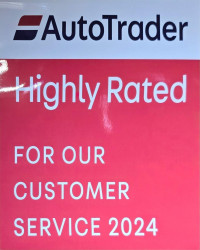 AutoTrader
Highly Rated
FOR OUR
CUSTOMER
SERVICE 2024